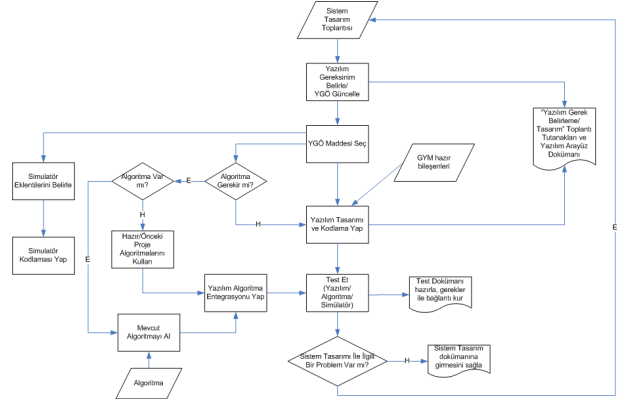 Sistem
Tasarım
Toplantısı
Yazılım
Gereksinim
Belirle/
YGÖ Güncelle
"Yazılım Gerek
Belirleme/
Tasarım" Toplantı
Tutanakları ve
Yazılım Arayüz
Dokümanı
YGÖ Maddesi Seç
GYM hazır
bileşenleri
Simulatör
Eklentilerini Belirle
Algoritma Var
mı?
E
Algoritma
Gerekir mi?
H
H
Yazılım Tasarımı
ve Kodlama Yap
Simulatör
Kodlaması Yap
Hazır/Önceki
Proje
Algoritmalarını
Kullan
E
E
Yazılım Algoritma
Entegrasyonu Yap
Test Et
(Yazılım/
Algoritma/
Simülatör)
Test Dokümanı
hazırla, gerekler
ile bağlantı kur
Mevcut
Algoritmayı Al
Sistem Tasarımı İle İlgili
Bir Problem Var mı?
H
Sistem Tasarım
dokümanına
girmesini sağla
Algoritma